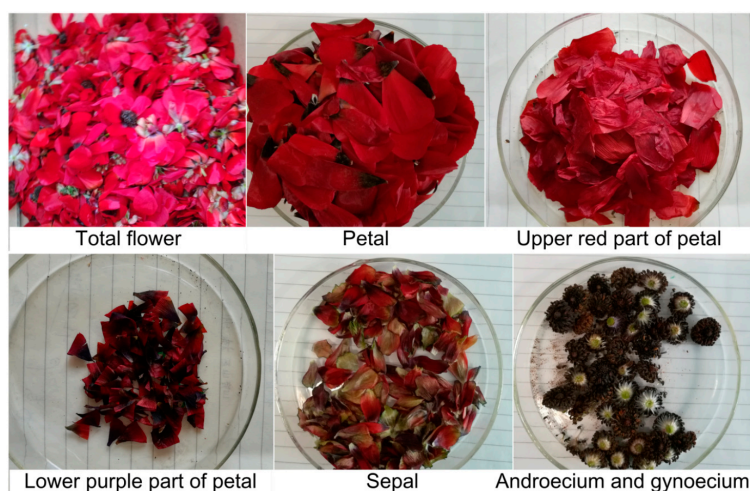 Total flower
Petal
Upper red part of petal
Lower purple part of petal
Sepal
Androecium and gynoecium